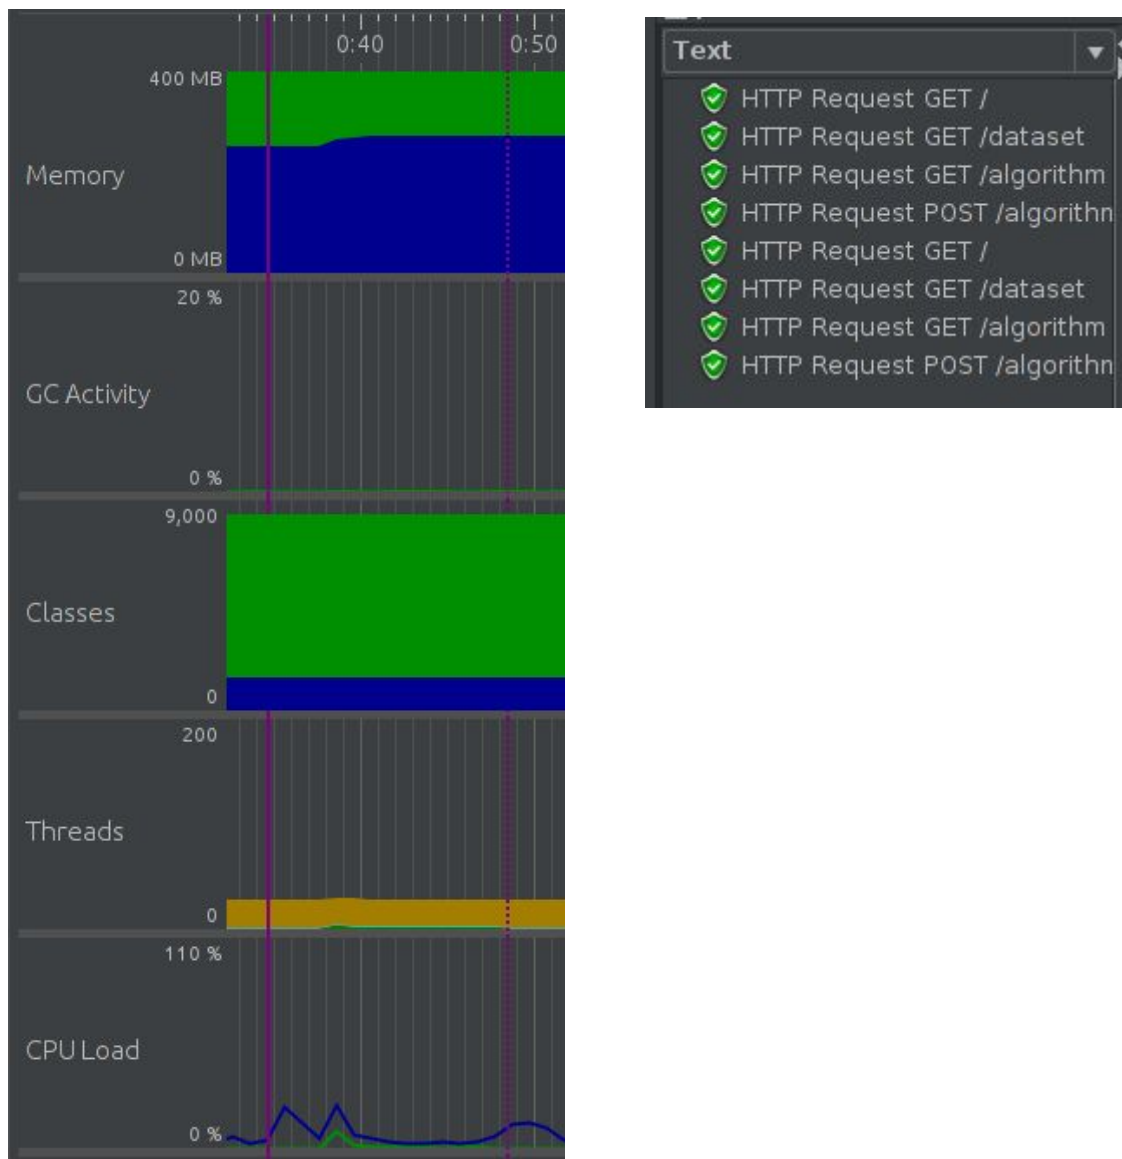 0:40 0:50
400 MB
Memory
0 MB
20 %
GC Activity
0 %
9,000
Classes
0
200
Threads
0
110 %
CPU Load
0 %
Text
HTTP Request GET /
HTTP Request GET /dataset
HTTP Request GET /algorithm
HTTP Request POST /algorithn
HTTP Request GET /
HTTP Request GET /dataset
HTTP Request GET /algorithm
HTTP Request POST /algorithn